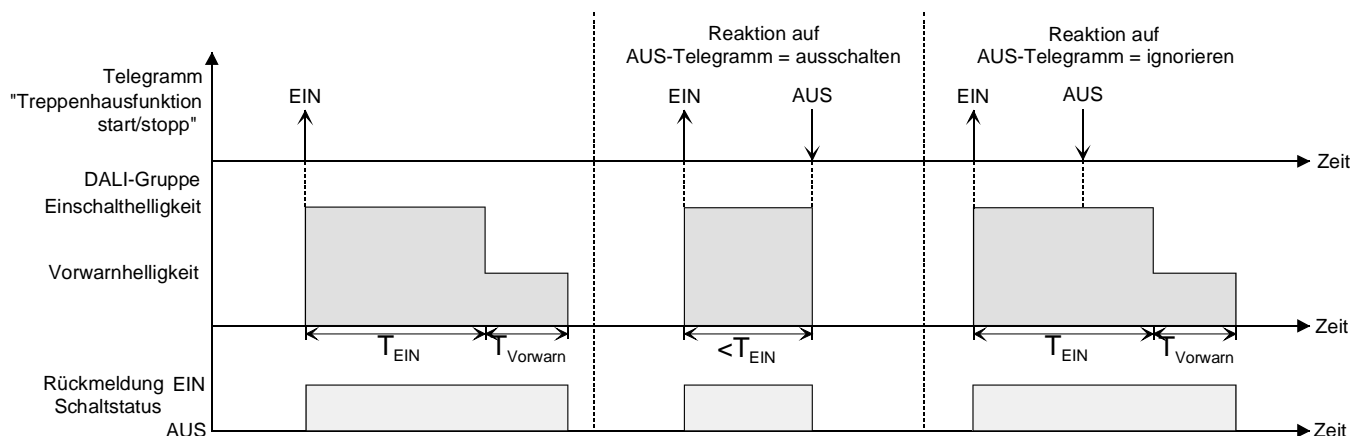 Reaktion auf
AUS-Telegramm = ausschalten
Reaktion auf
AUS-Telegramm = ignorieren
Telegramm
"Treppenhausfunktion
start/stopp"
EIN
EIN
AUS
EIN
AUS
Zeit
DALI-Gruppe
Einschalthelligkeit
Vorwarnhelligkeit
Zeit
TEIN
TVorwarn
<TEIN
TEIN
TVorwarn
Rückmeldung EIN
Schaltstatus
AUS
Zeit